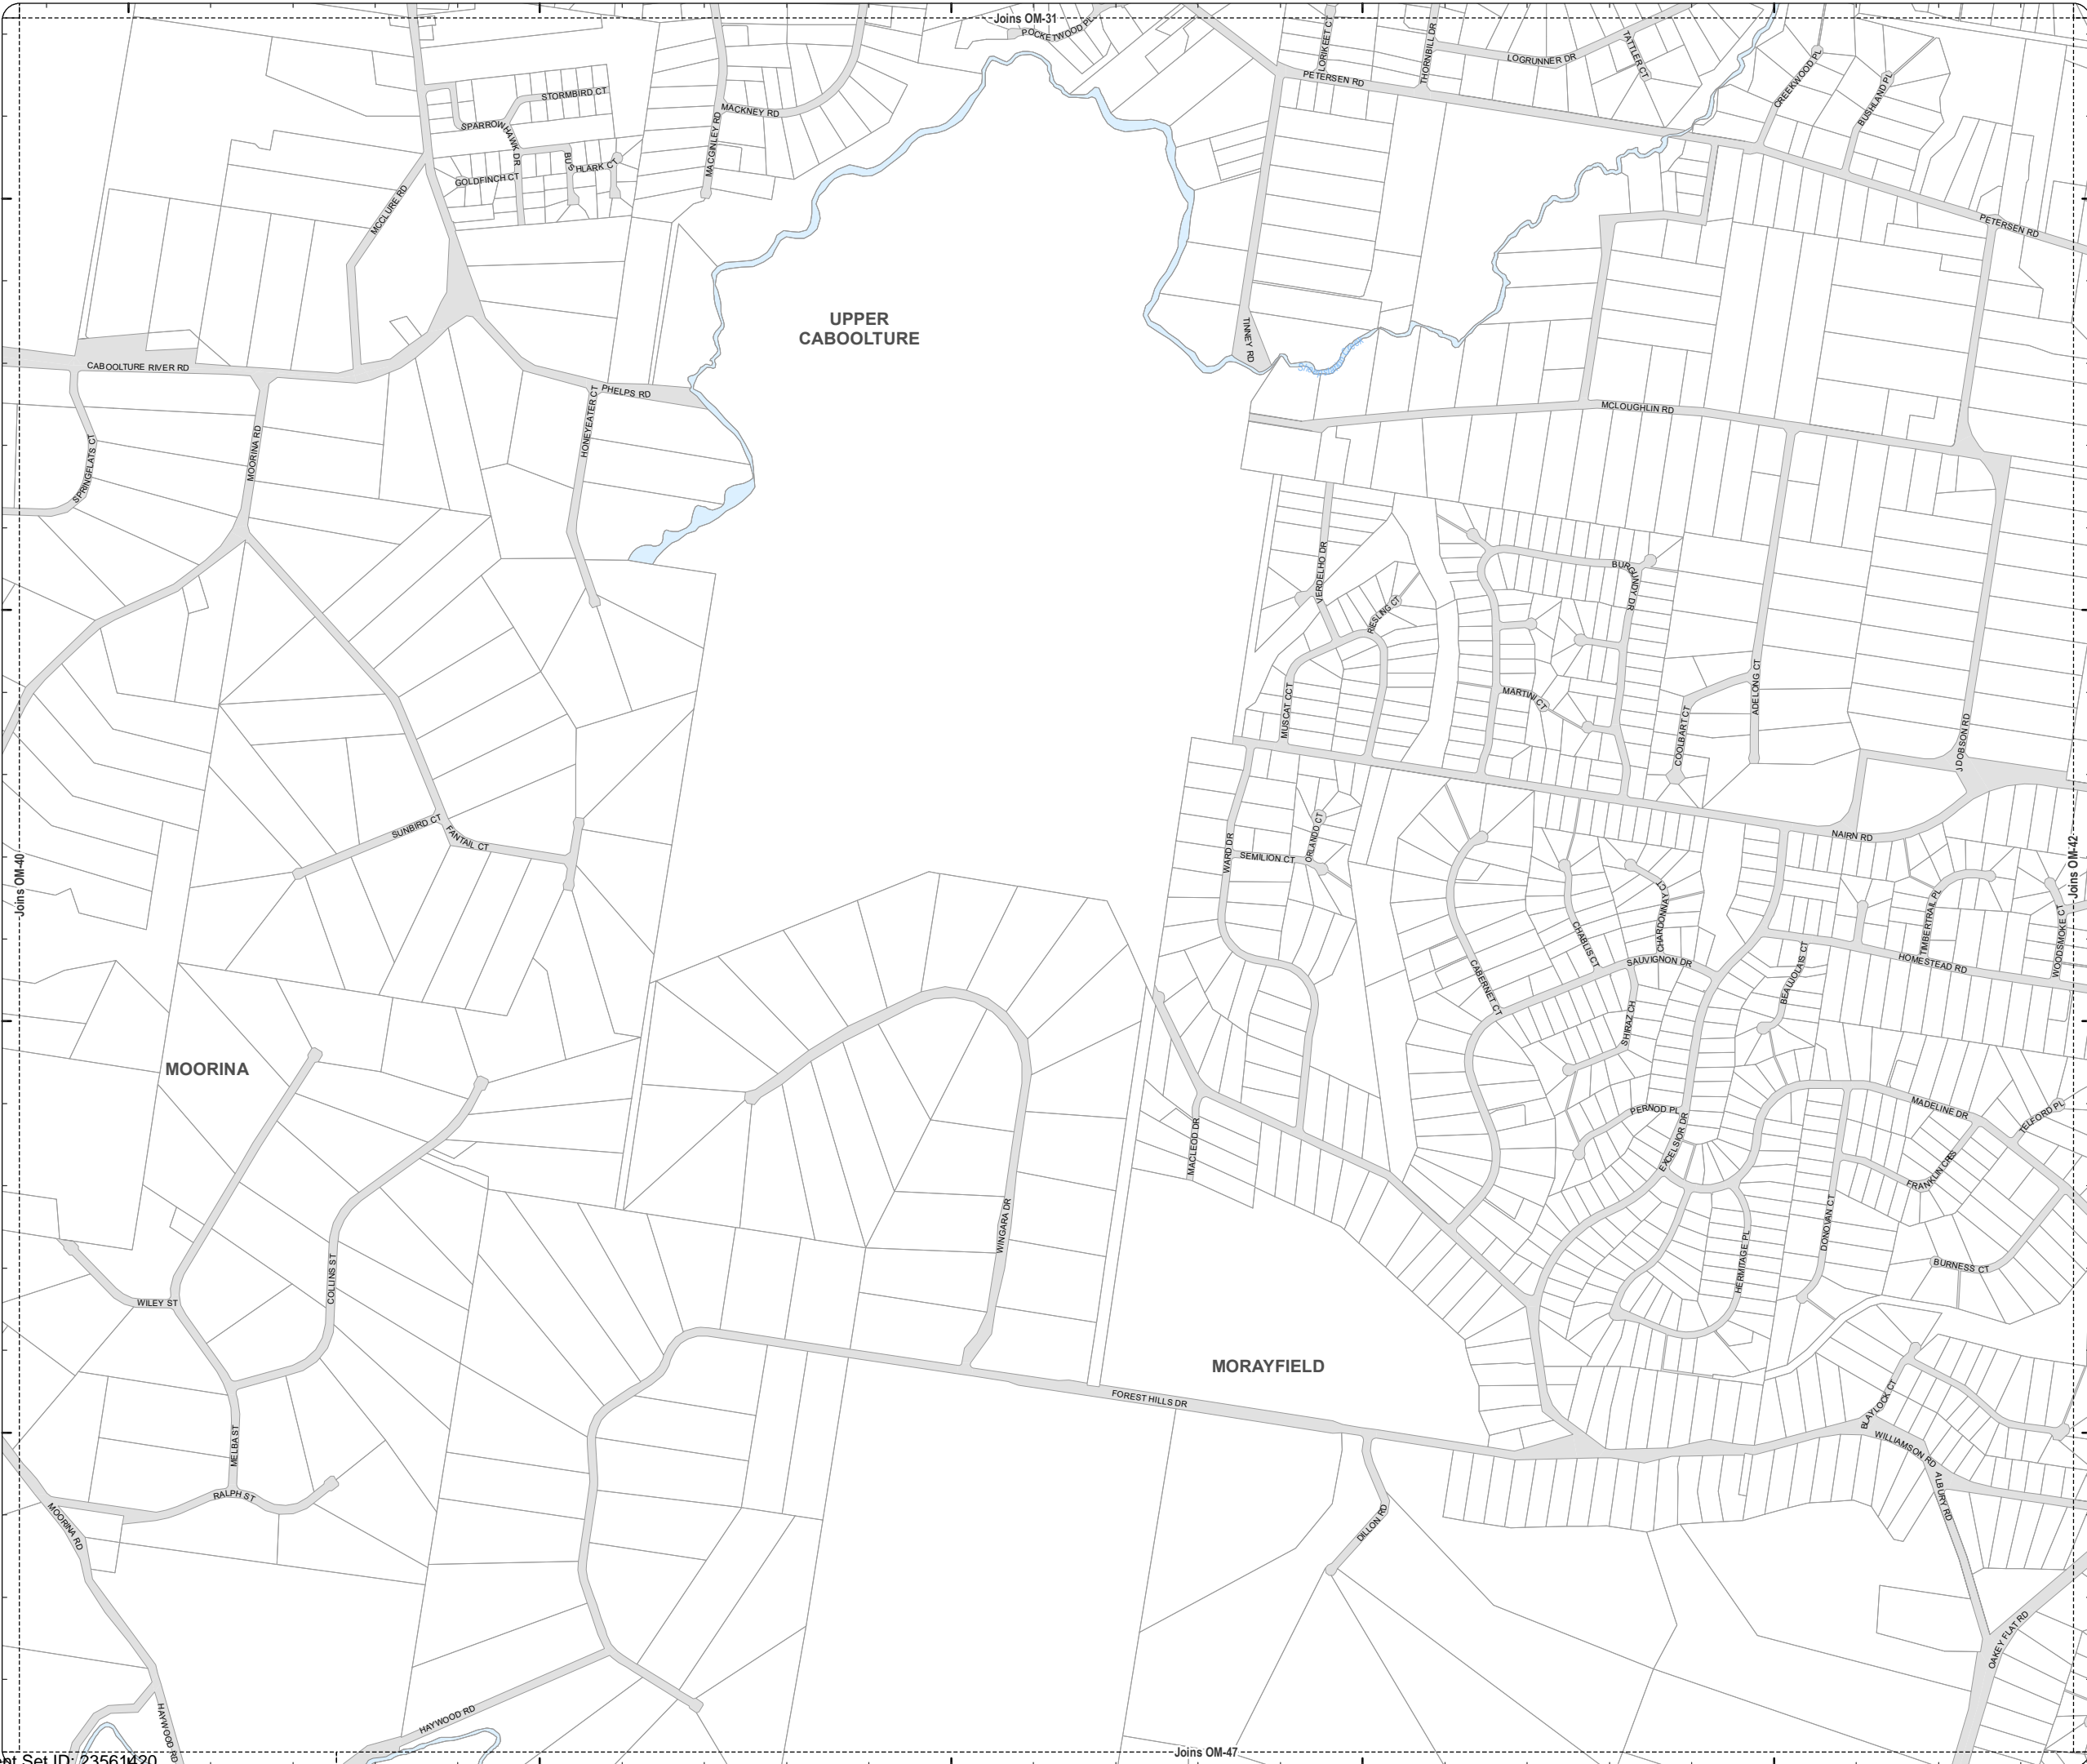 Joins OM-31
POCKETWOOD PL
LORIKEET CT
THORNBILL DR
LOGRUNNER DR
TATTLER CT
PETERSEN RD
CREEKWOOD PL
BUSHLAND PL
STORMBIRD CT
SPARROWHAWK DR
MACKNEY RD
MACGINLEY RD
BUSHLARK CT
GOLDFINCH CT
MCCLURE RD
PETERSEN RD
UPPER
CABOOLTURE
TINNEY RD
CABOOLTURE RIVER RD
PHELPS RD
HONEYEATER CT
MCLOUGHLIN RD
MOORINA RD
SPRINGFLATS CT
VERDELHO DR
BURGUNDY DR
RIESLING CT
MUSCAT CCT
MARTINI CT
ADELONG CT
COOLBART CT
J DOBSON RD
SUNBIRD CT
FANTAIL CT
WARD DR
ORLANDO CT
SEMILION CT
NAIRN RD
Joins OM-40
Joins OM-42
CHARDONNAY CT
CHABLIS CT
TIMBERTRAIL PL
WOODSMOKE CT
SAUVIGNON DR
HOMESTEAD RD
CABERNET CT
BEAUJOLAIS CT
SHIRAZ CH
MOORINA
PERNOD PL
MADELINE DR
TELFORD PL
MACLEOD DR
EXCELSIOR DR
FRANKLIN CRES
WINGARA DR
DONOVAN CT
HERMITAGE PL
BURNESS CT
COLLINS ST
WILEY ST
MORAYFIELD
FOREST HILLS DR
BLAYLOCK CT
WILLIAMSON RD
MELBA ST
RALPH ST
MOORINA RD
DILLON RD
ALBURY RD
OAKEY FLAT RD
HAYWOOD RD
HAYWOOD RD
Joins OM-47
Set ID: 23561420